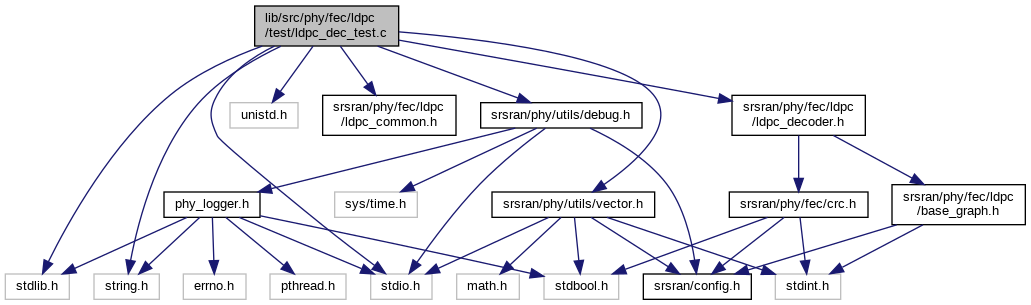 lib/src/phy/fec/ldpc
/test/ldpc_dec_test.c
unistd.h
srsran/phy/fec/ldpc
/ldpc_common.h
srsran/phy/utils/debug.h
srsran/phy/fec/ldpc
/ldpc_decoder.h
phy_logger.h
sys/time.h
srsran/phy/utils/vector.h
srsran/phy/fec/crc.h
srsran/phy/fec/ldpc
/base_graph.h
stdlib.h
string.h
errno.h
pthread.h
stdio.h
math.h
stdbool.h
srsran/config.h
stdint.h